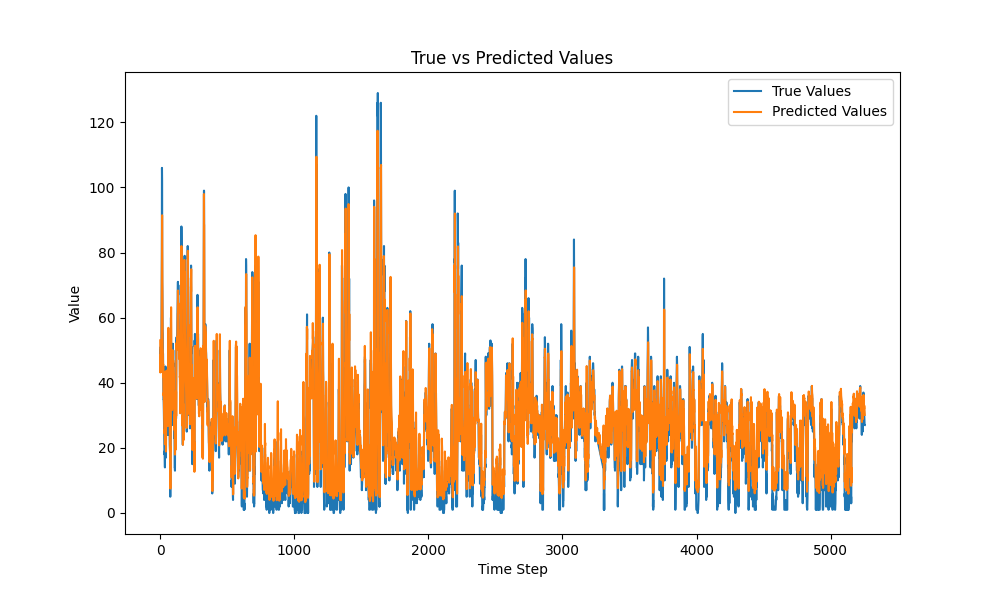 True vs Predicted Values
True Values
Predicted Values
120
100
80
60
40
20
0
Value
0 1000 2000 3000 4000 5000
Time Step